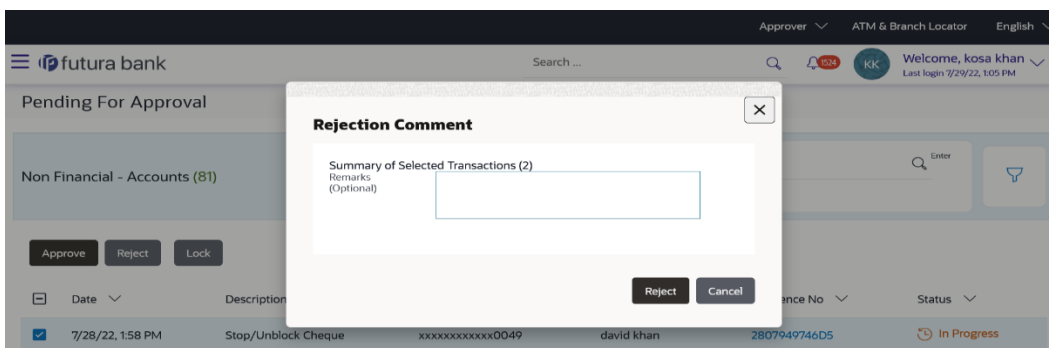 Approver ATM & Branch Locator English
futura bank Search ... 1524 KK Welcome, kosa khan
Last login 7/29/22, 1:05 PM
Pending For Approval
Rejection Comment
Summary of Selected Transactions (2)
Remarks
(Optional)
Enter
Non Financial - Accounts (81)
Approve Reject Lock
Reject Cancel
Date Description ence No Status
7/28/22, 1:58 PM Stop/Unblock Cheque xxxxxxxxxxxx0049 david khan 2807949746D5 In Progress